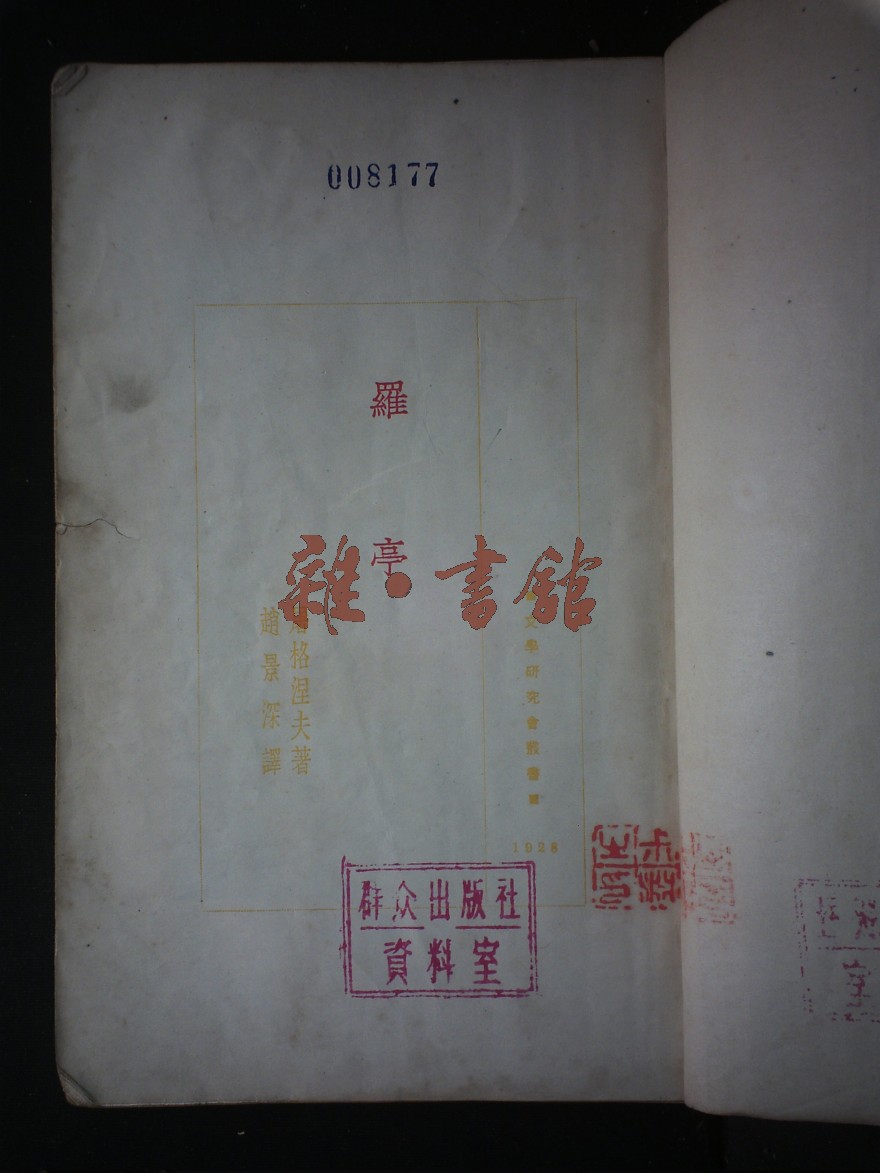 008177
羅亭
格涅夫著
趙景深譯
文學研究會叢書
1928
雜·書館
群众出版社
資料室